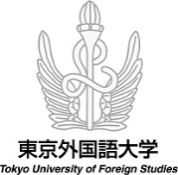 東京外国語大学
Tokyo University of Foreign Studies